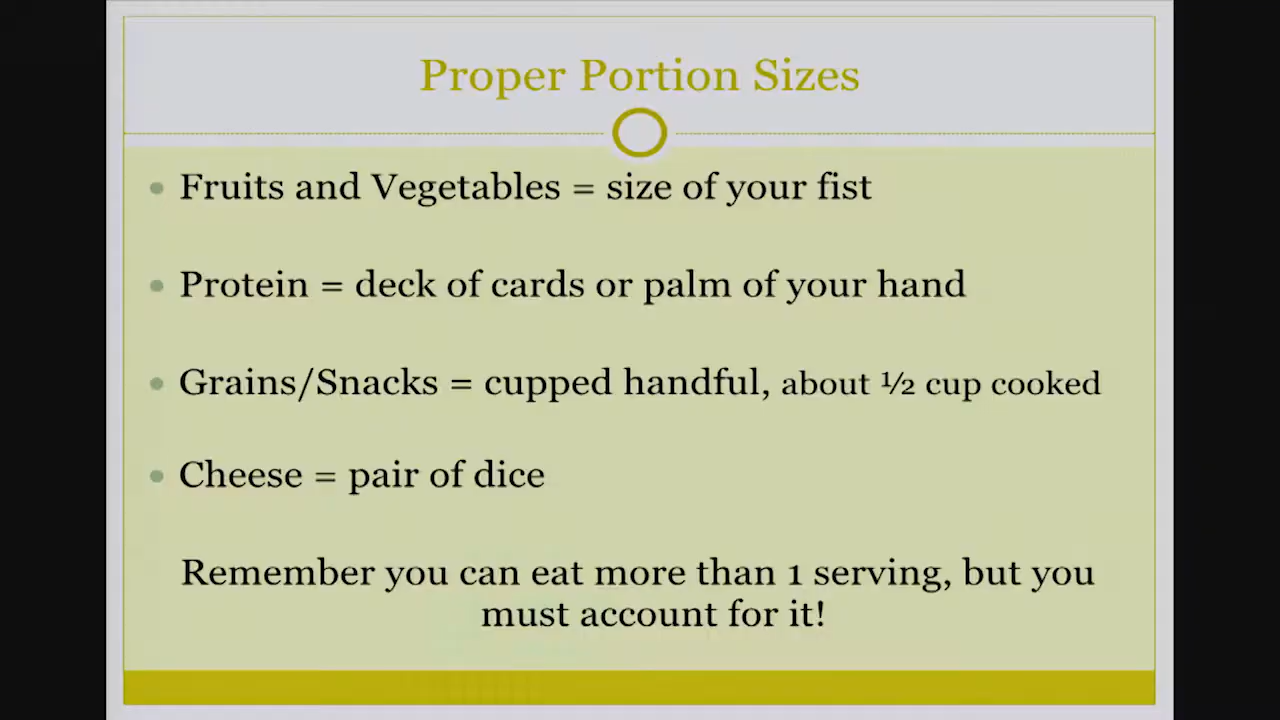 Proper Portion Sizes
Fruits and Vegetables = size of your fist
Protein = deck of cards or palm of your hand
Grains/Snacks = cupped handful, about ½ cup cooked
Cheese = pair of dice
Remember you can eat more than 1 serving, but you
must account for it!